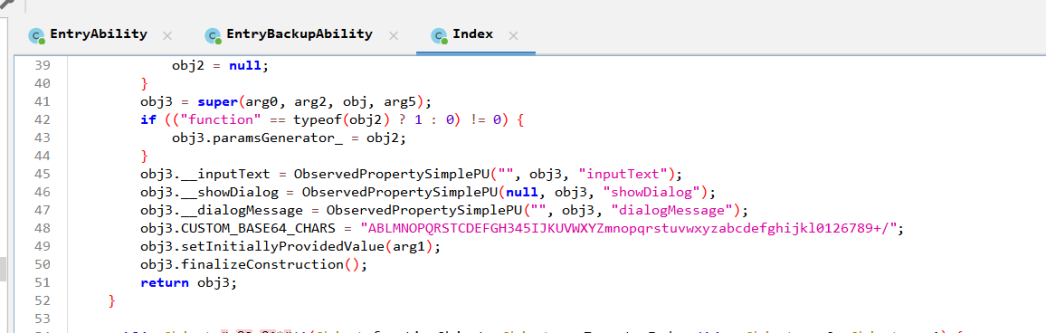 EntryAbility
EntryBackupAbility
Index
39 obj2 = null;
40 }
41 obj3 = super(arg0, arg2, obj, arg5);
42 if (("function" == typeof(obj2) ? 1 : 0) != 0) {
43 obj3.paramsGenerator_ = obj2;
44 }
45 obj3.__inputText = ObservedPropertySimplePU("", obj3, "inputText");
46 obj3.__showDialog = ObservedPropertySimplePU(null, obj3, "showDialog");
47 obj3.__dialogMessage = ObservedPropertySimplePU("", obj3, "dialogMessage");
48 obj3.CUSTOM_BASE64_CHARS = "ABLMNOPQRSTCDEFGH345IJKUVWXYZmnopqrstuvwxyzabcdefghijkl0126789+/";
49 obj3.setInitiallyProvidedValue(arg1);
50 obj3.finalizeConstruction();
51 return obj3;
52 }
53